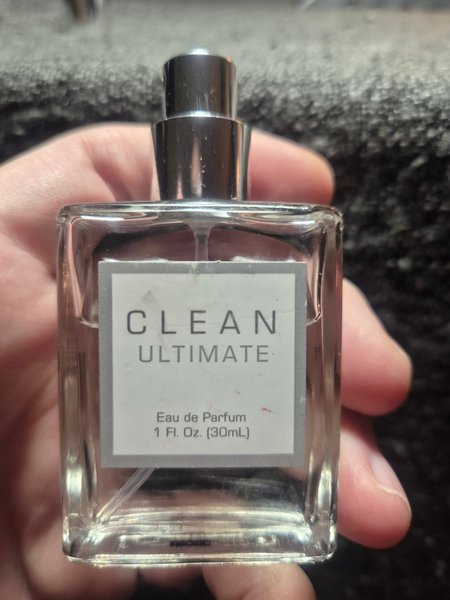 CLEAN
ULTIMATE
Eau de Parfum
1 Fl. Oz. (30mL)